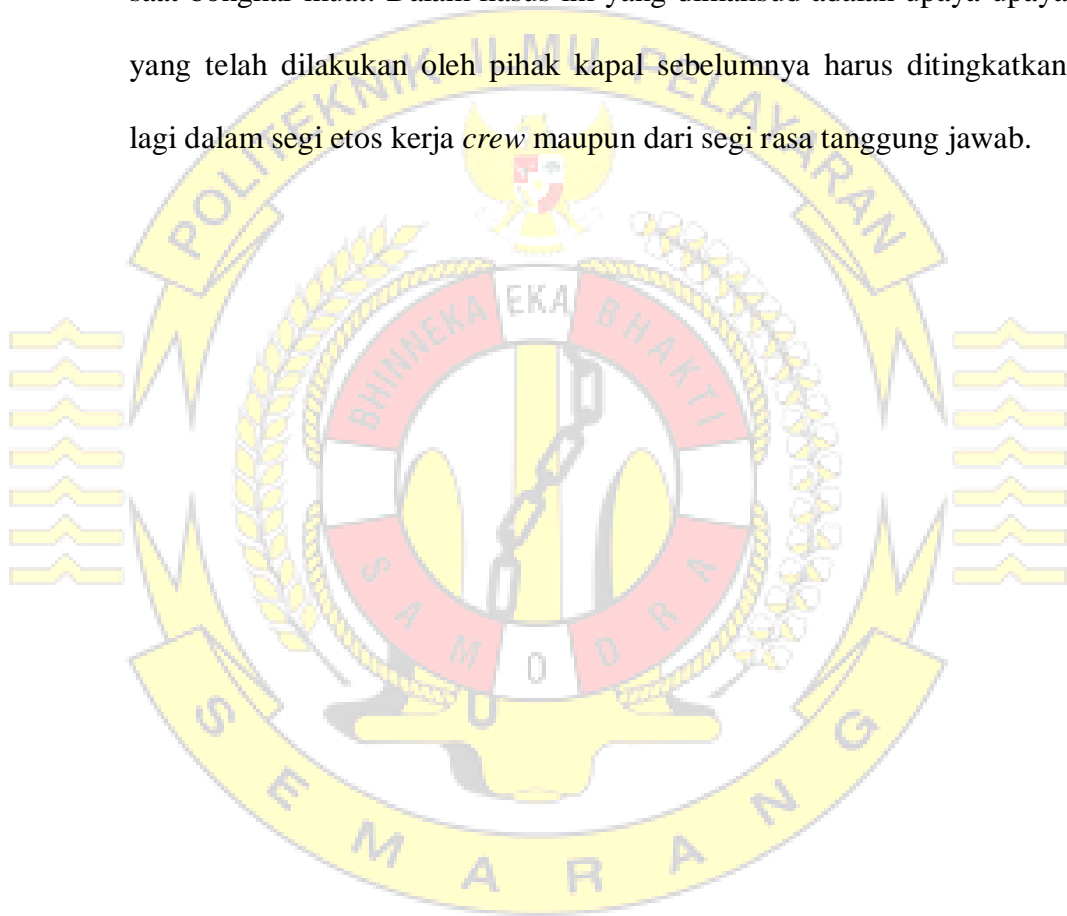 saat bongkar muat. Dalam kasus ini yang dimaksud adalah upaya-upaya
yang telah dilakukan oleh pihak kapal sebelumnya harus ditingkatkan
lagi dalam segi etos kerja crew maupun dari segi rasa tanggung jawab.
POLITEKNIK ILMU PELAYARAN
BHINNEKA EKA BHAKTI
SAMODRA
SEMARANG